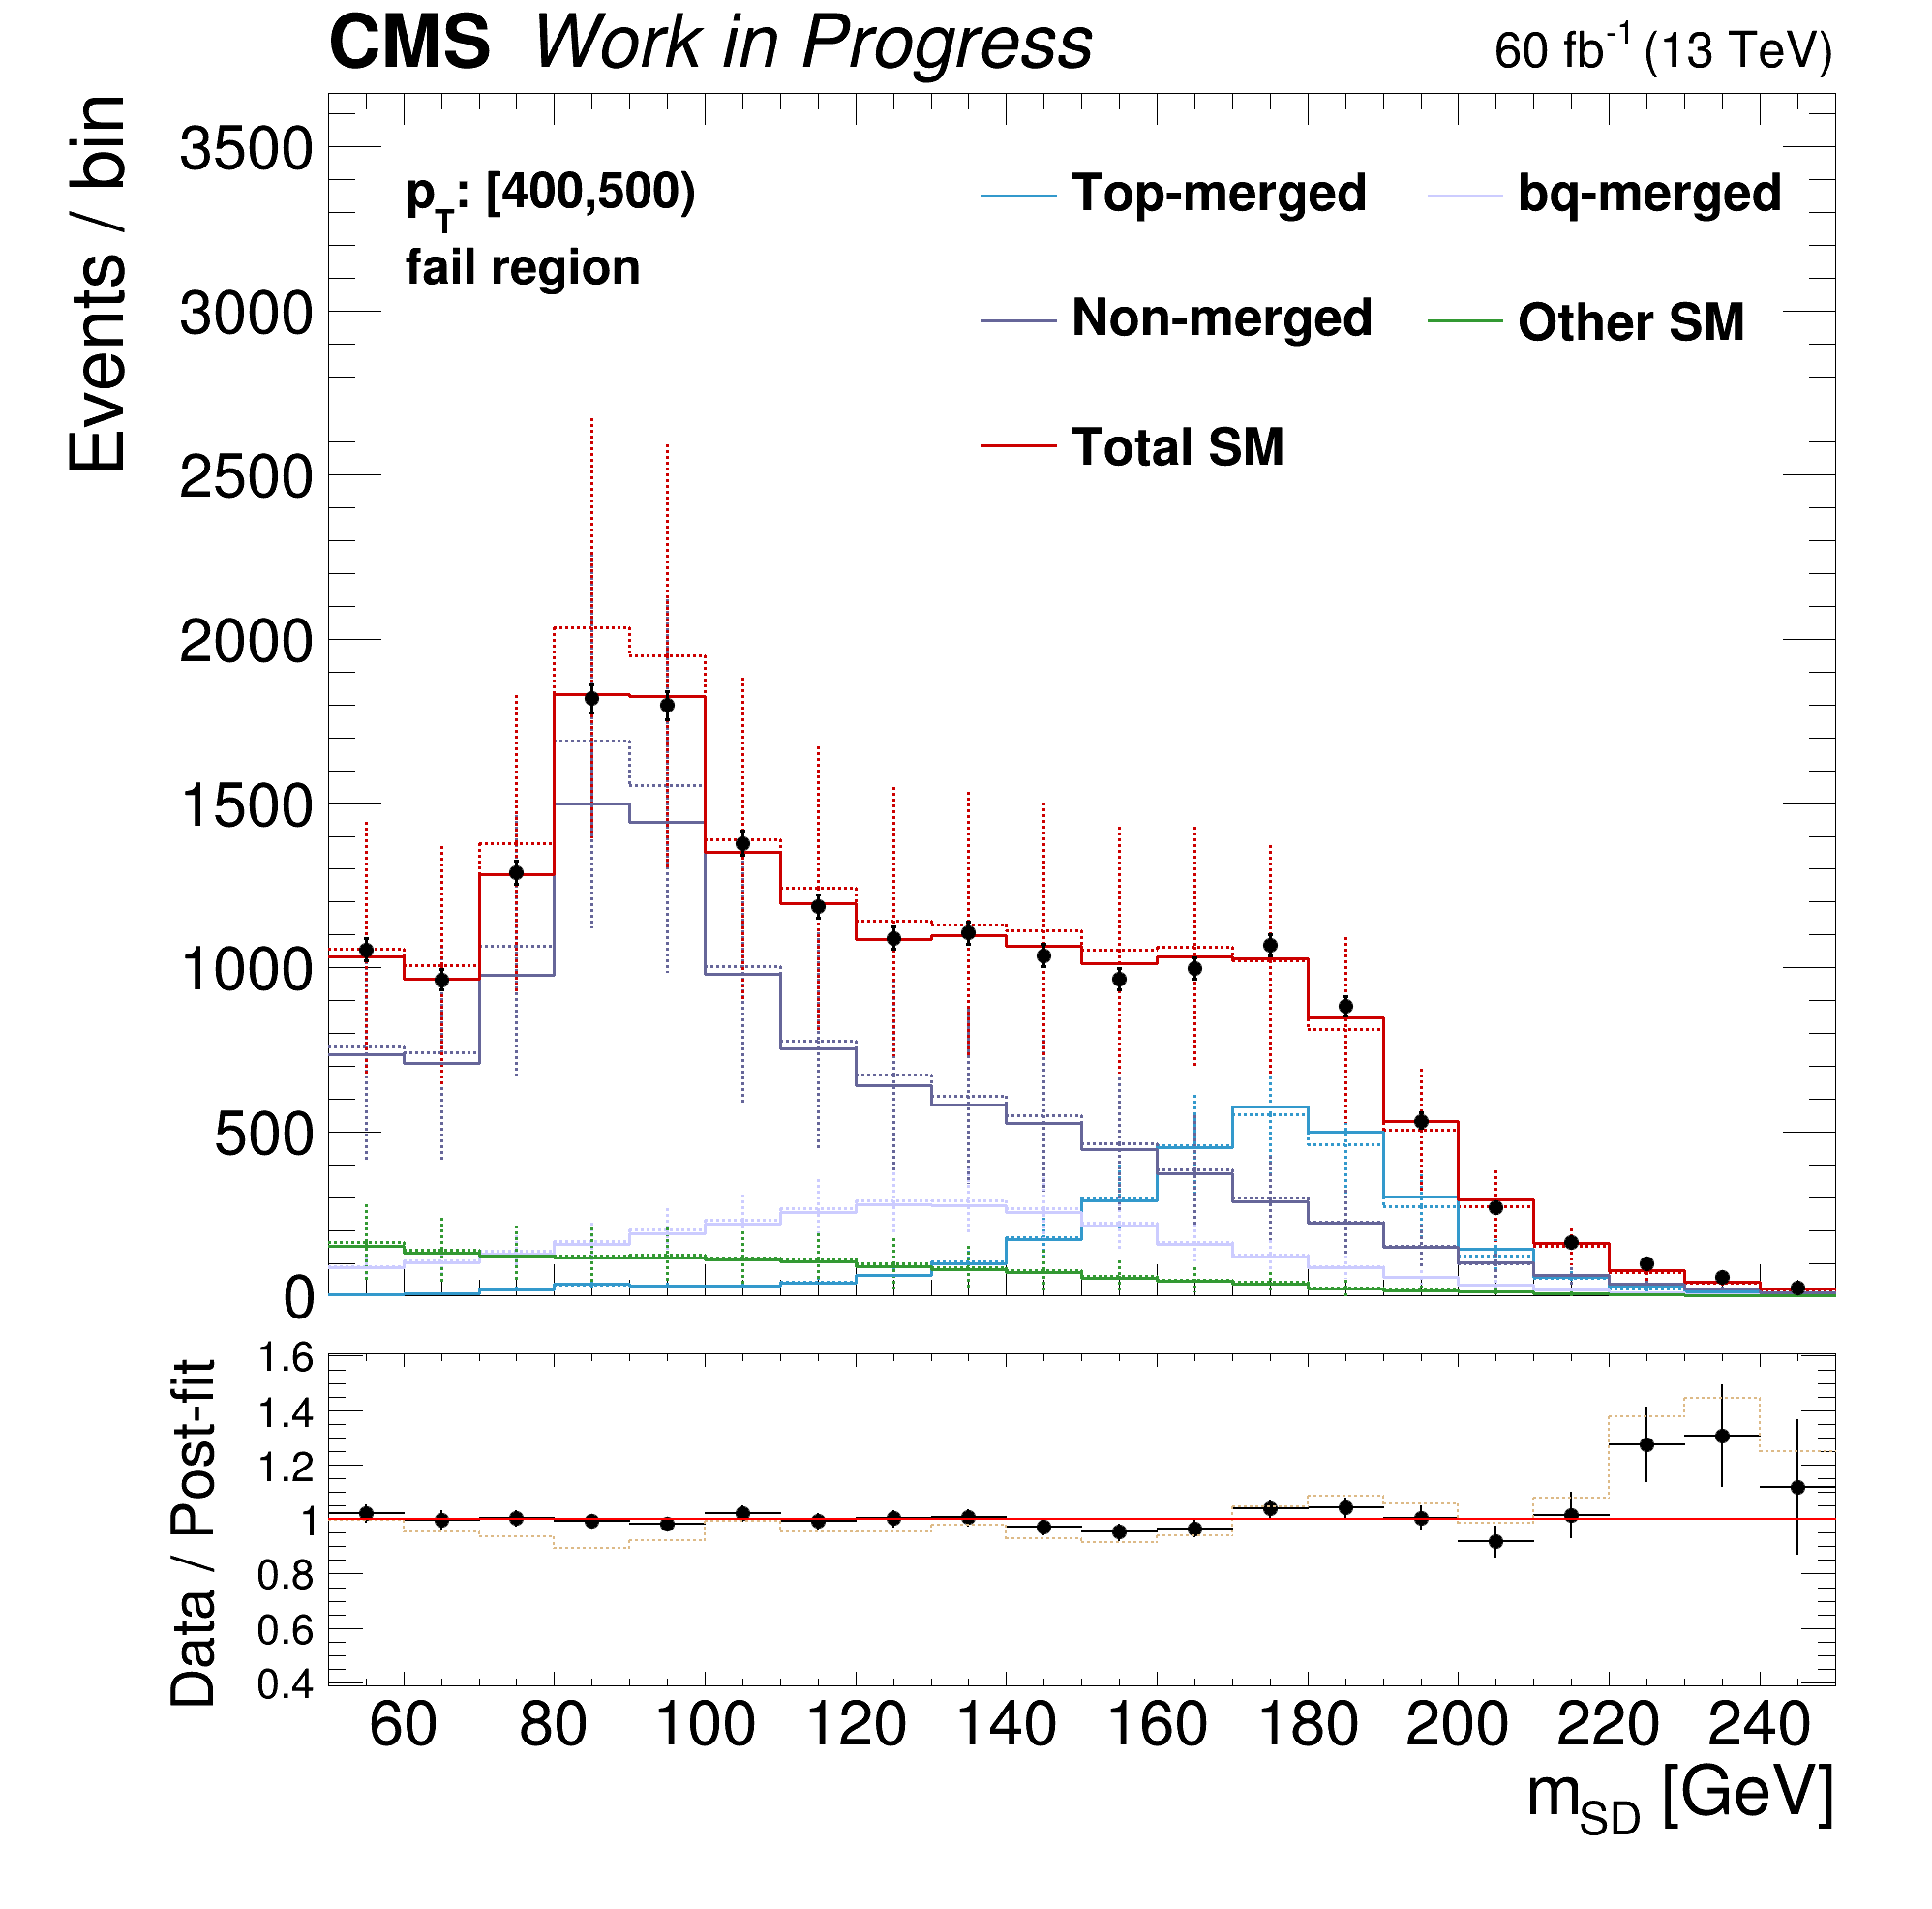 CMS Work in Progress
60 fb-1 (13 TeV)
Events / bin
3500
3000
2500
2000
1500
1000
500
0
pT: [400,500)
fail region
Top-merged
bq-merged
Non-merged
Other SM
Total SM
Data / Post-fit
1.6
1.4
1.2
1
0.8
0.6
0.4
60 80 100 120 140 160 180 200 220 240
mSD [GeV]